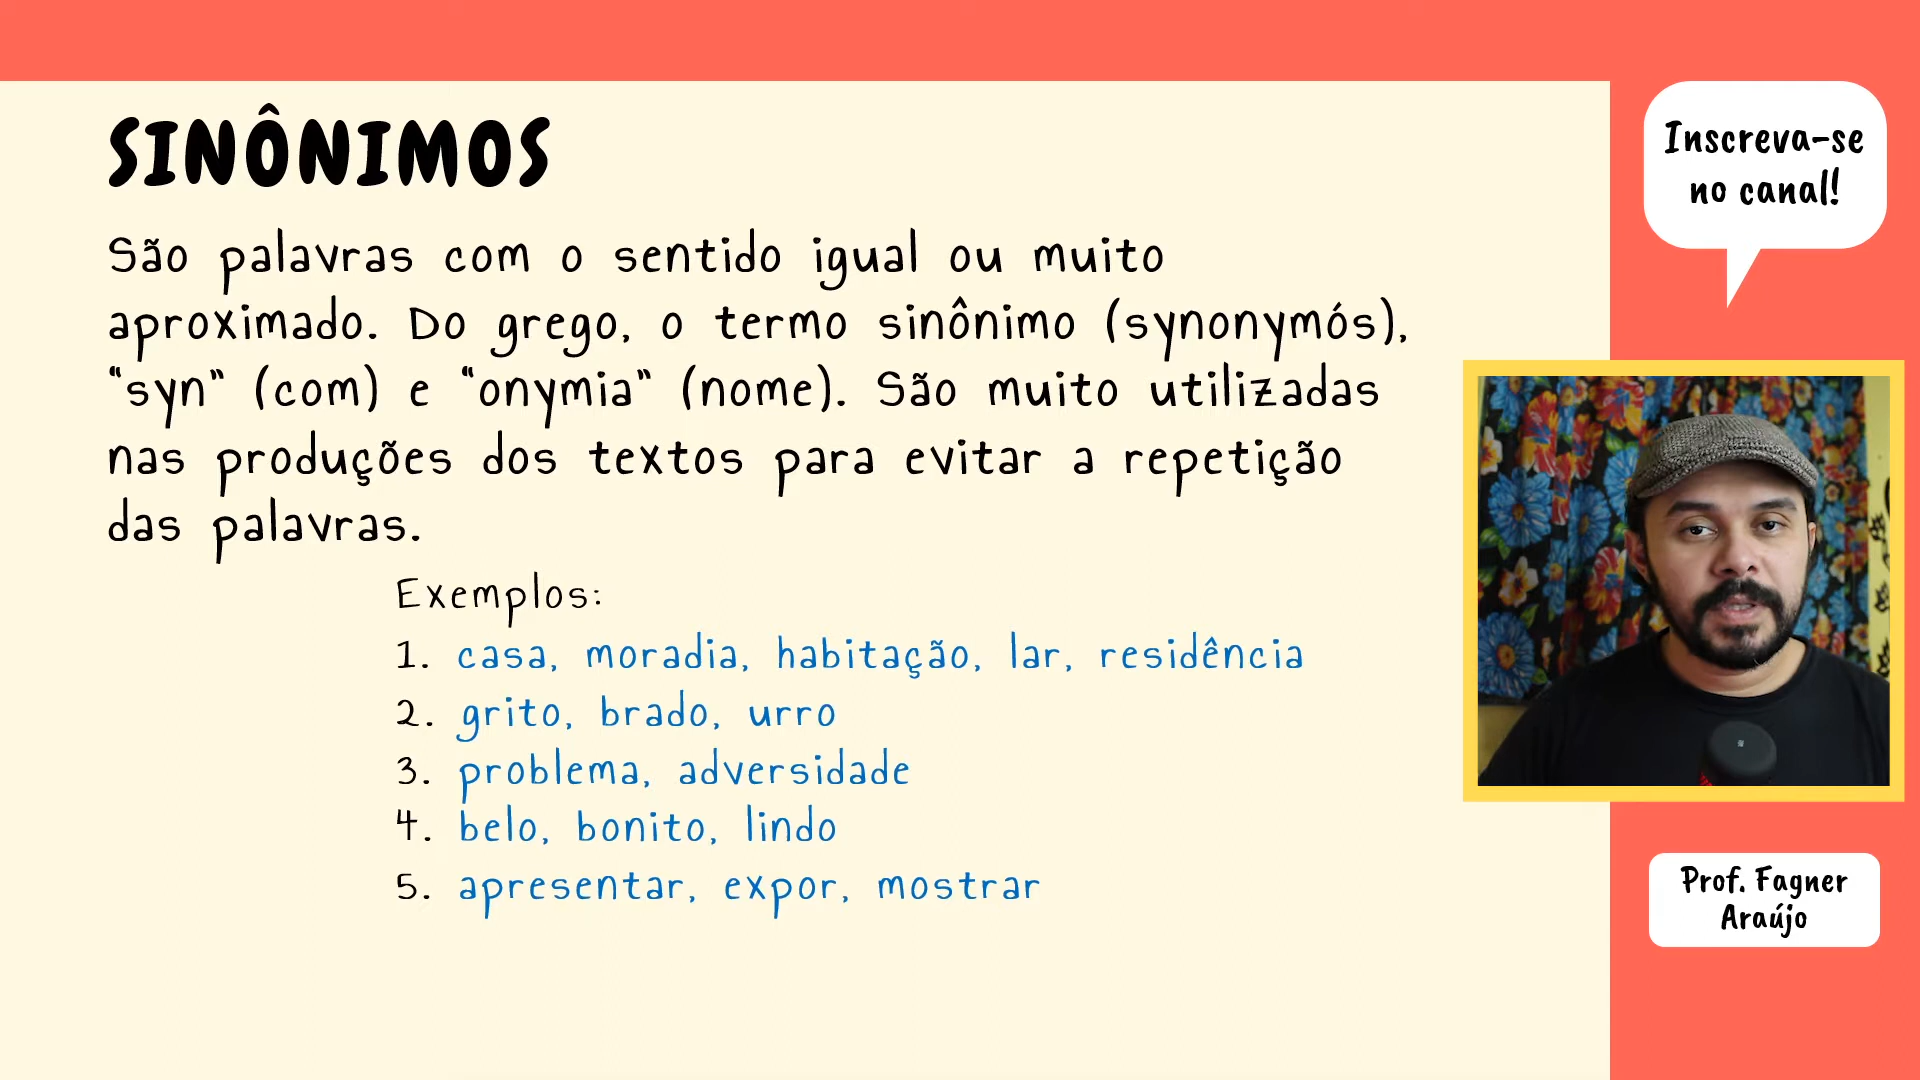 SINÔNIMOS
São palavras com o sentido igual ou muito
aproximado. Do grego, o termo sinônimo (synonymós),
"syn" (com) e "onymia" (nome). São muito utilizadas
nas produções dos textos para evitar a repetição
das palavras.
Exemplos:
1. casa, moradia, habitação, lar, residência
2. grito, brado, urro
3. problema, adversidade
4. belo, bonito, lindo
5. apresentar, expor, mostrar
Inscreva-se
no canal!
Prof. Fagner
Araújo